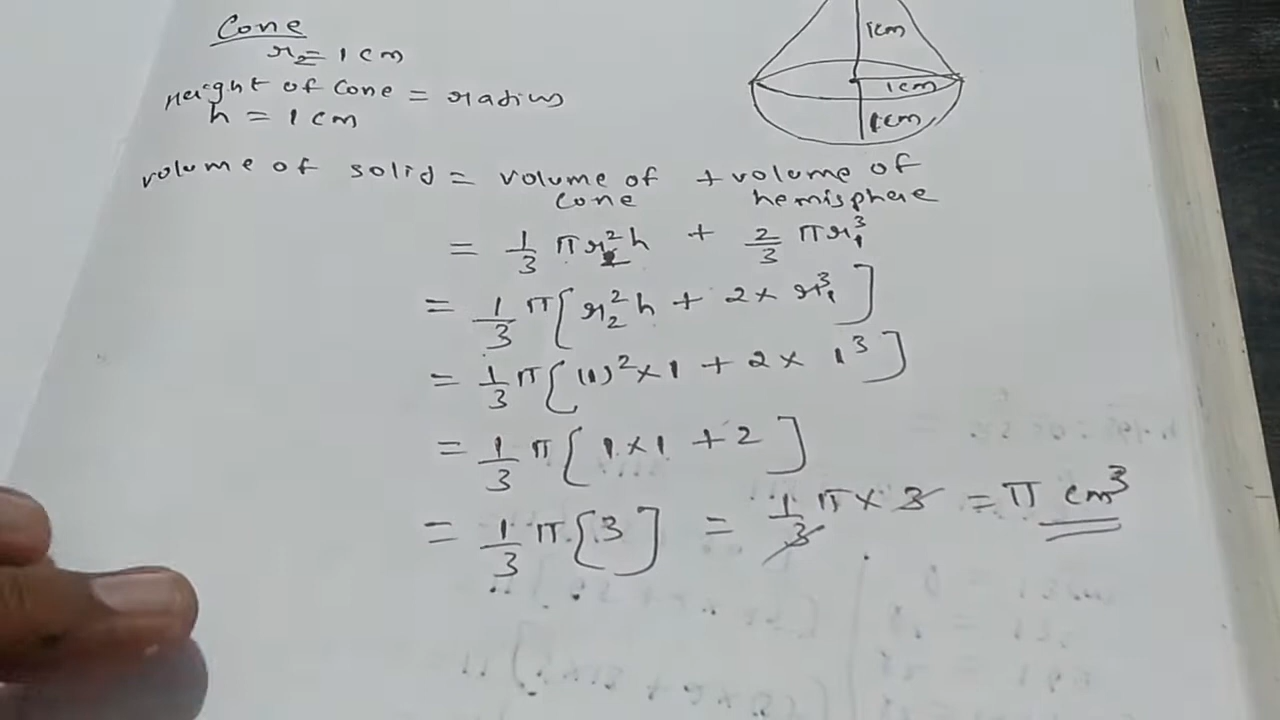 Cone
r₂ = 1 cm
Height of cone = radius
h = 1 cm
1cm
1cm
1cm
volume of solid = volume of cone + volume of hemisphere
= 1/3 πr₂²h + 2/3 πr₁³
= 1/3 π[r₂²h + 2 × r₁³]
= 1/3 π[(1)² × 1 + 2 × 1³]
= 1/3 π[1 × 1 + 2]
= 1/3 π[3] = 1/3 π × 3 = π cm³